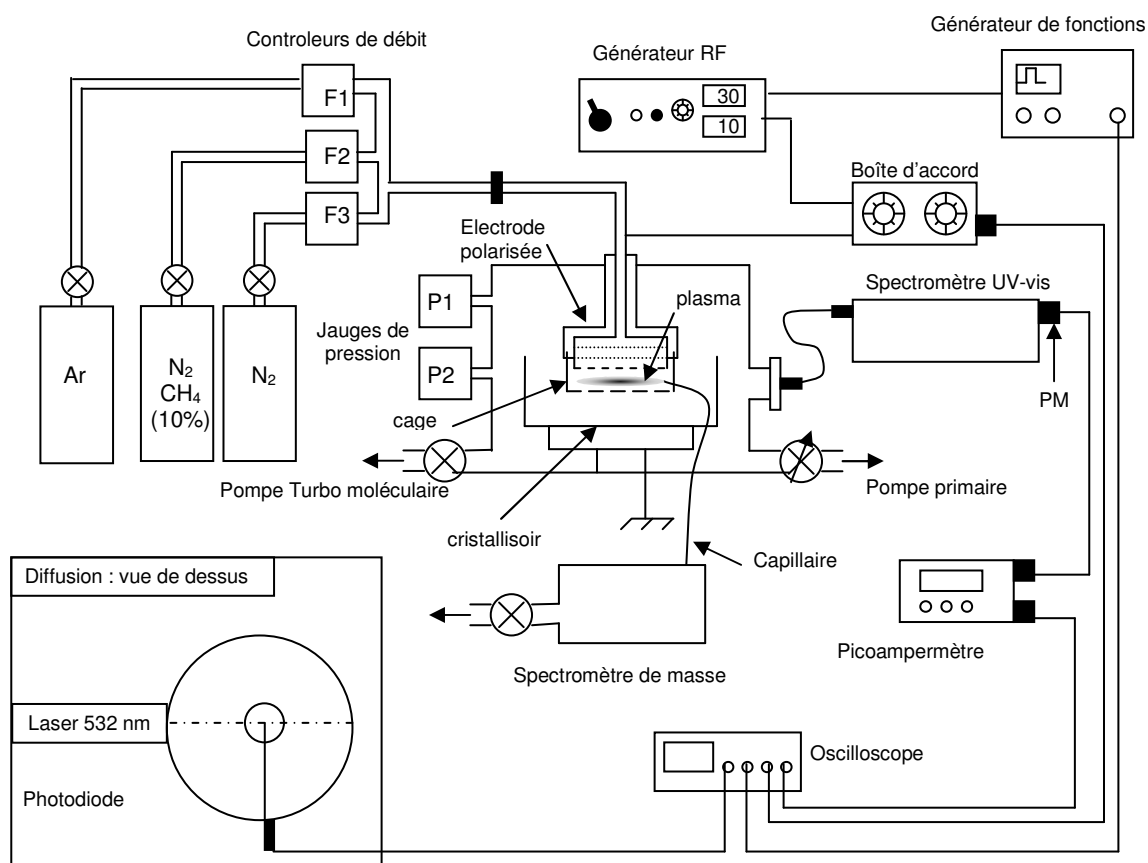 Générateur de fonctions
Controleurs de débit
Générateur RF
F1
30
10
F2
Boîte d'accord
F3
Electrode
polarisée
Spectromètre UV-vis
P1
plasma
Jauges de
pression
Ar
N2
CH4
(10%)
N2
P2
PM
cage
Pompe Turbo moléculaire
Pompe primaire
cristallisoir
Capillaire
Diffusion : vue de dessus
Picoampermètre
Spectromètre de masse
Laser 532 nm
Oscilloscope
Photodiode